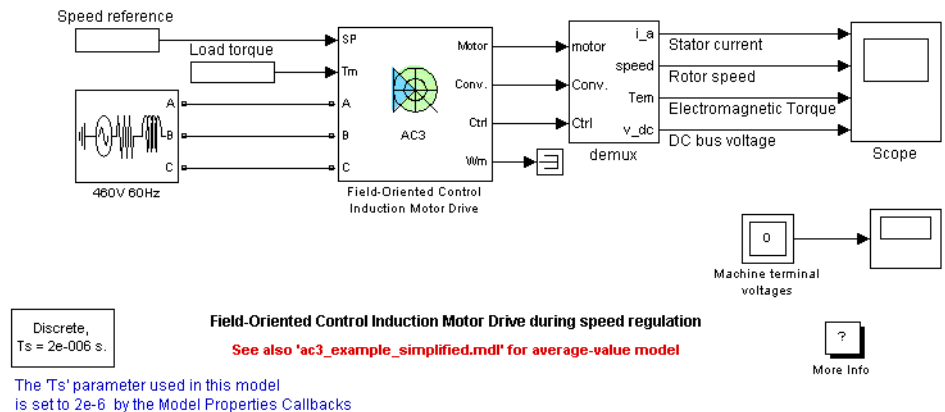 Speed reference
SP
Load torque
Tm
A
B
C
460V 60Hz
A
B
C
Motor
Conv.
Ctrl
Wm
AC3
Field-Oriented Control
Induction Motor Drive
motor
Conv.
Ctrl
i_a
speed
Tem
v_dc
demux
Stator current
Rotor speed
Electromagnetic Torque
DC bus voltage
Scope
0
Machine terminal
voltages
Discrete,
Ts = 2e-006 s.
Field-Oriented Control Induction Motor Drive during speed regulation
See also 'ac3_example_simplified.mdl' for average-value model
?
More Info
The 'Ts' parameter used in this model
is set to 2e-6 by the Model Properties Callbacks